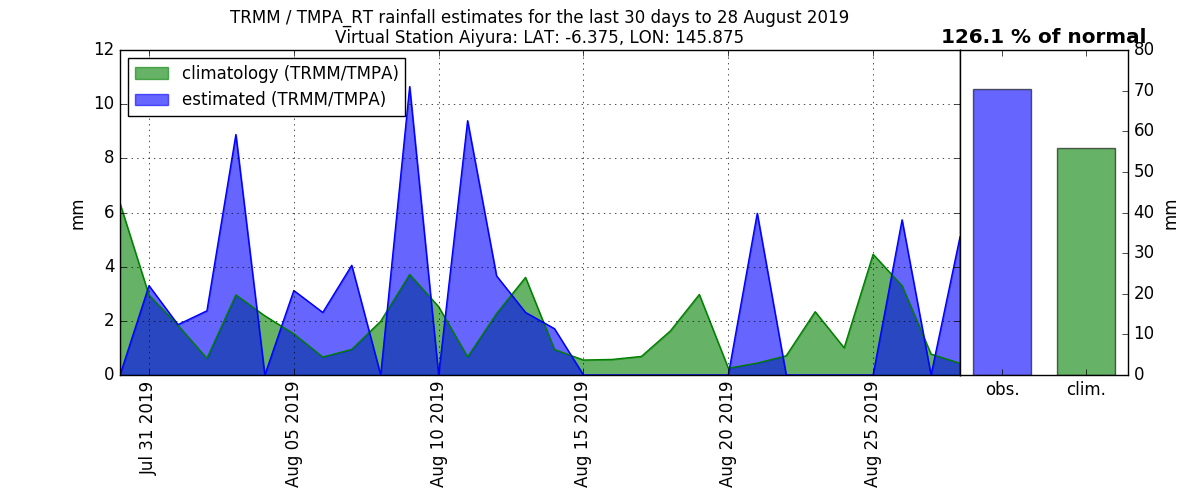 TRMM / TMPA_RT rainfall estimates for the last 30 days to 28 August 2019
Virtual Station Aiyura: LAT: -6.375, LON: 145.875
126.1 % of normal
climatology (TRMM/TMPA)
estimated (TRMM/TMPA)
12
10
8
6
4
2
0
mm
Jul 31 2019
Aug 05 2019
Aug 10 2019
Aug 15 2019
Aug 20 2019
Aug 25 2019
80
70
60
50
40
30
20
10
0
mm
obs.
clim.